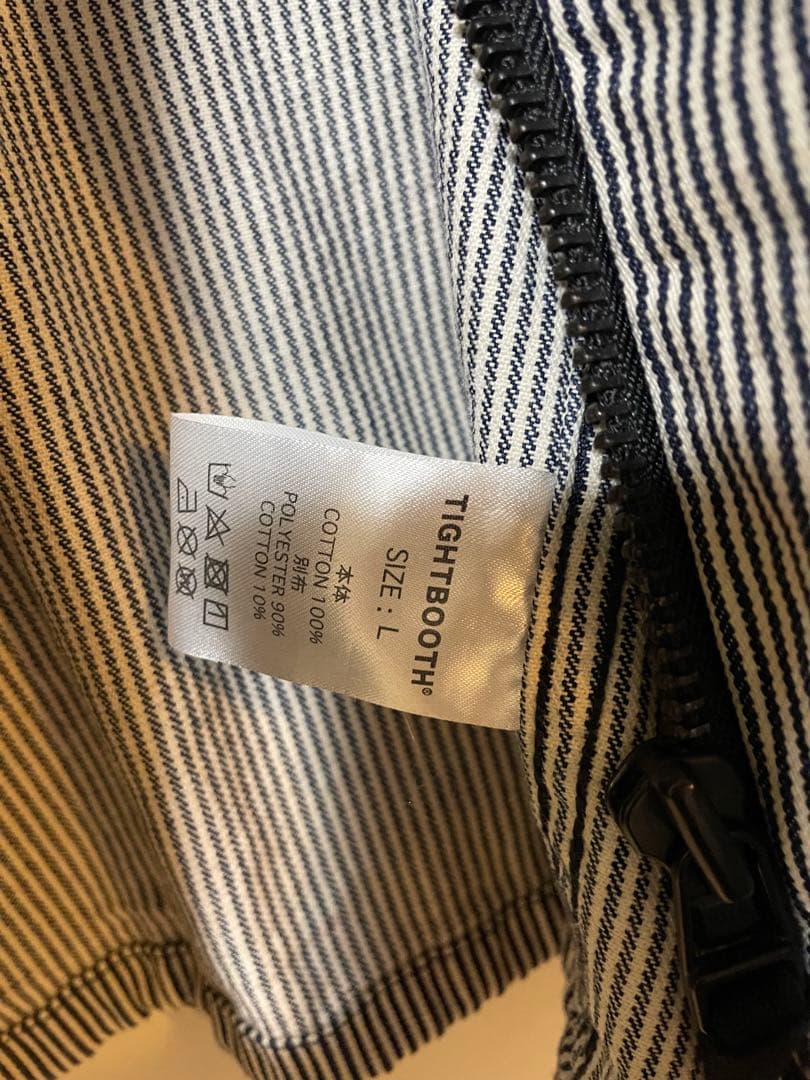 TIGHTBOOTH®
SIZE : L
本体
COTTON 100%
別布
POLYESTER 90%
COTTON 10%